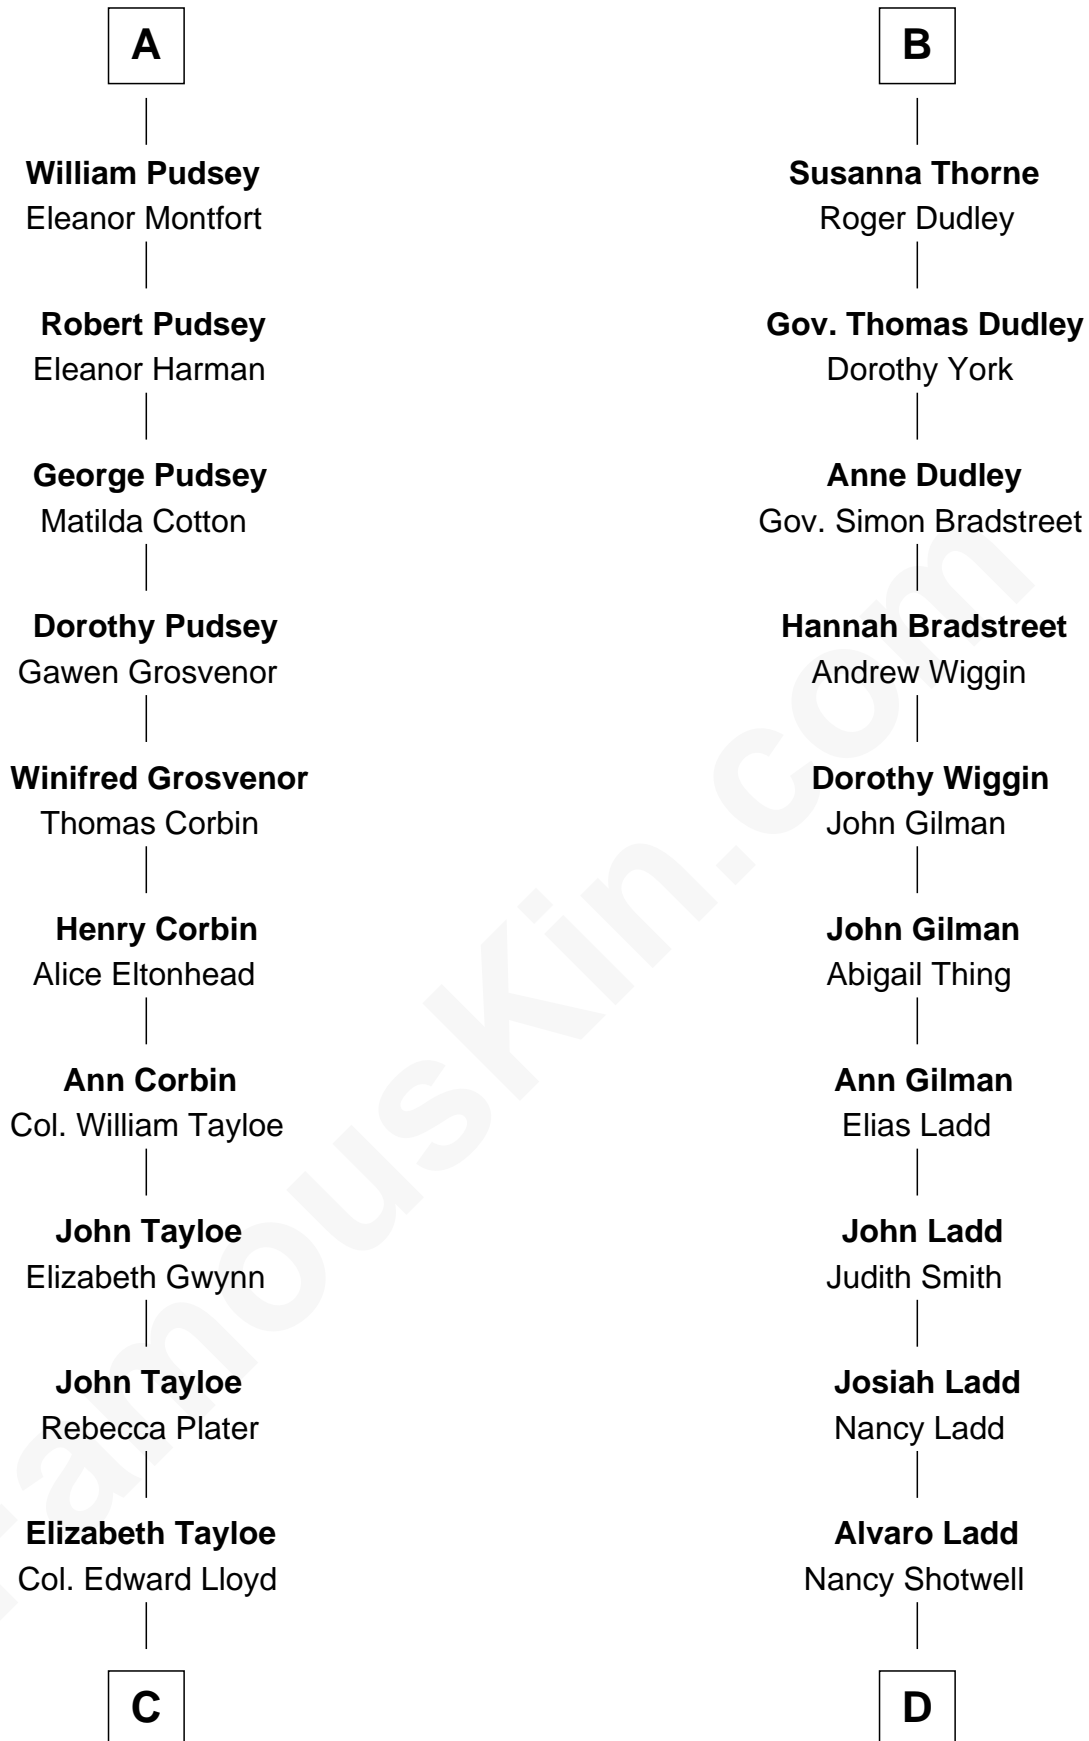 A
William Pudsey
Eleanor Montfort
Robert Pudsey
Eleanor Harman
George Pudsey
Matilda Cotton
Dorothy Pudsey
Gawen Grosvenor
Winifred Grosvenor
Thomas Corbin
Henry Corbin
Alice Eltonhead
Ann Corbin
Col. William Tayloe
John Tayloe
Elizabeth Gwynn
John Tayloe
Rebecca Plater
Elizabeth Tayloe
Col. Edward Lloyd
C
B
Susanna Thorne
Roger Dudley
Gov. Thomas Dudley
Dorothy York
Anne Dudley
Gov. Simon Bradstreet
Hannah Bradstreet
Andrew Wiggin
Dorothy Wiggin
John Gilman
John Gilman
Abigail Thing
Ann Gilman
Elias Ladd
John Ladd
Judith Smith
Josiah Ladd
Nancy Ladd
Alvaro Ladd
Nancy Shotwell
D
FamousKin.com